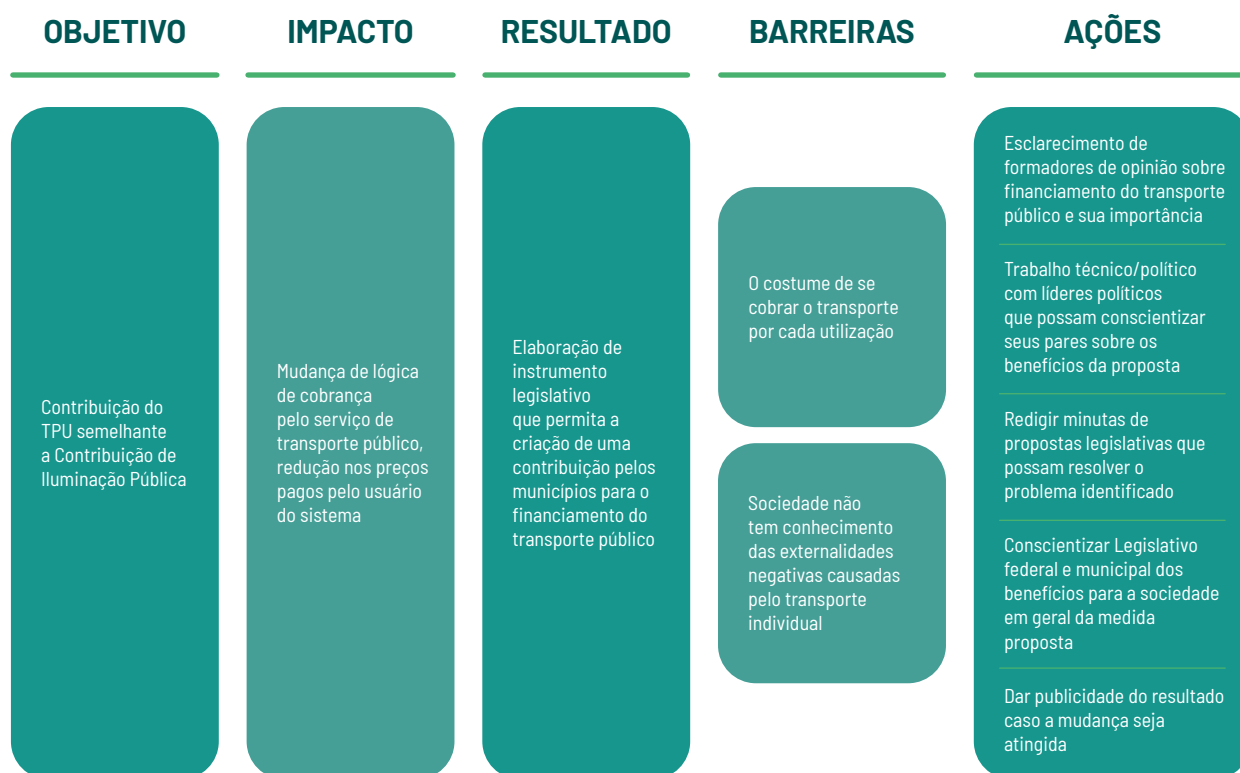 OBJETIVO
IMPACTO
RESULTADO
BARREIRAS
AÇÕES
Contribuição do
TPU semelhante
a Contribuição de
Iluminação Pública
Mudança de lógica
de cobrança
pelo serviço de
transporte público,
redução nos preços
pagos pelo usuário
do sistema
Elaboração de
instrumento
legislativo
que permita a
criação de uma
contribuição pelos
municípios para o
financiamento do
transporte público
O costume de se
cobrar o transporte
por cada utilização
Sociedade não
tem conhecimento
das externalidades
negativas causadas
pelo transporte
individual
Esclarecimento de
formadores de opinião sobre
financiamento do transporte
público e sua importância
Trabalho técnico/político
com líderes políticos
que possam conscientizar
seus pares sobre os
benefícios da proposta
Redigir minutas de
propostas legislativas que
possam resolver o
problema identificado
Conscientizar Legislativo
federal e municipal dos
benefícios para a sociedade
em geral da medida
proposta
Dar publicidade do resultado
caso a mudança seja
atingida